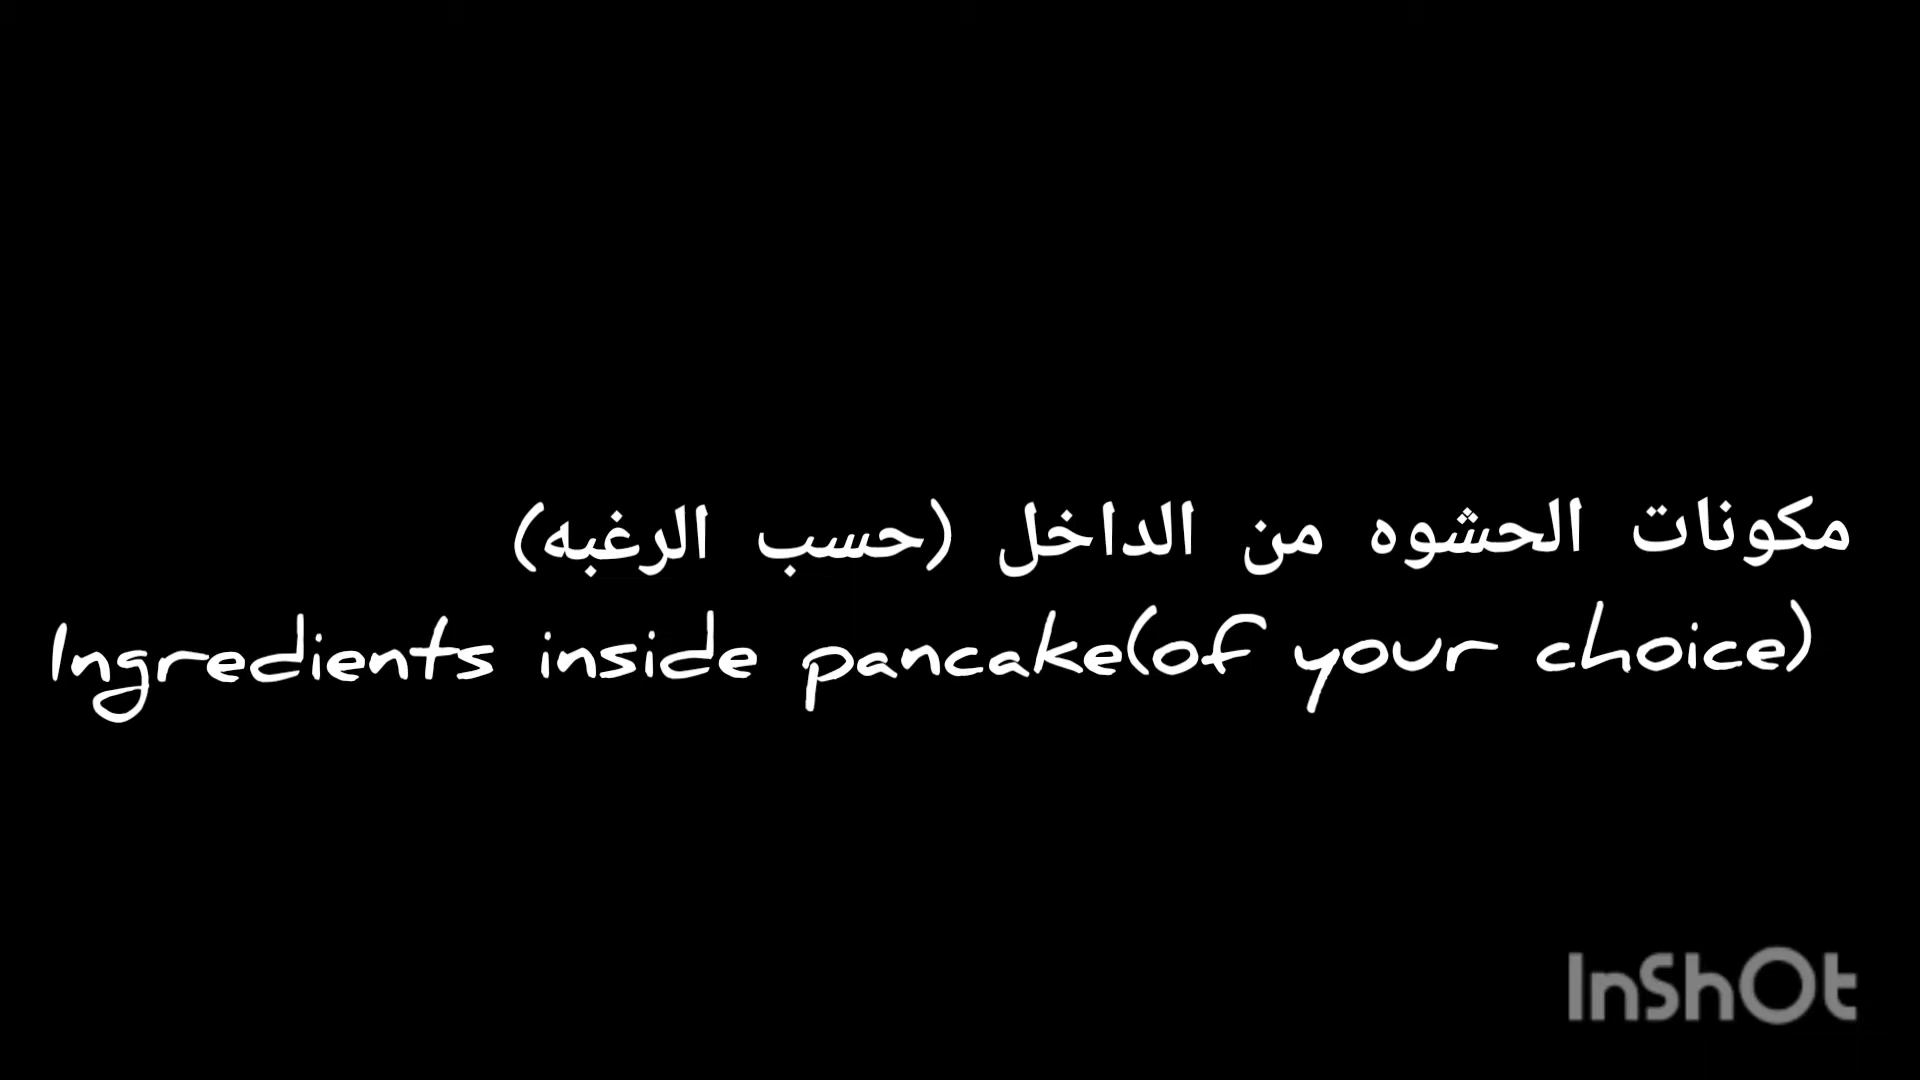 مكونات الحشوه من الداخل (حسب الرغبه)
Ingredients inside pancake(of your choice)
InShOt